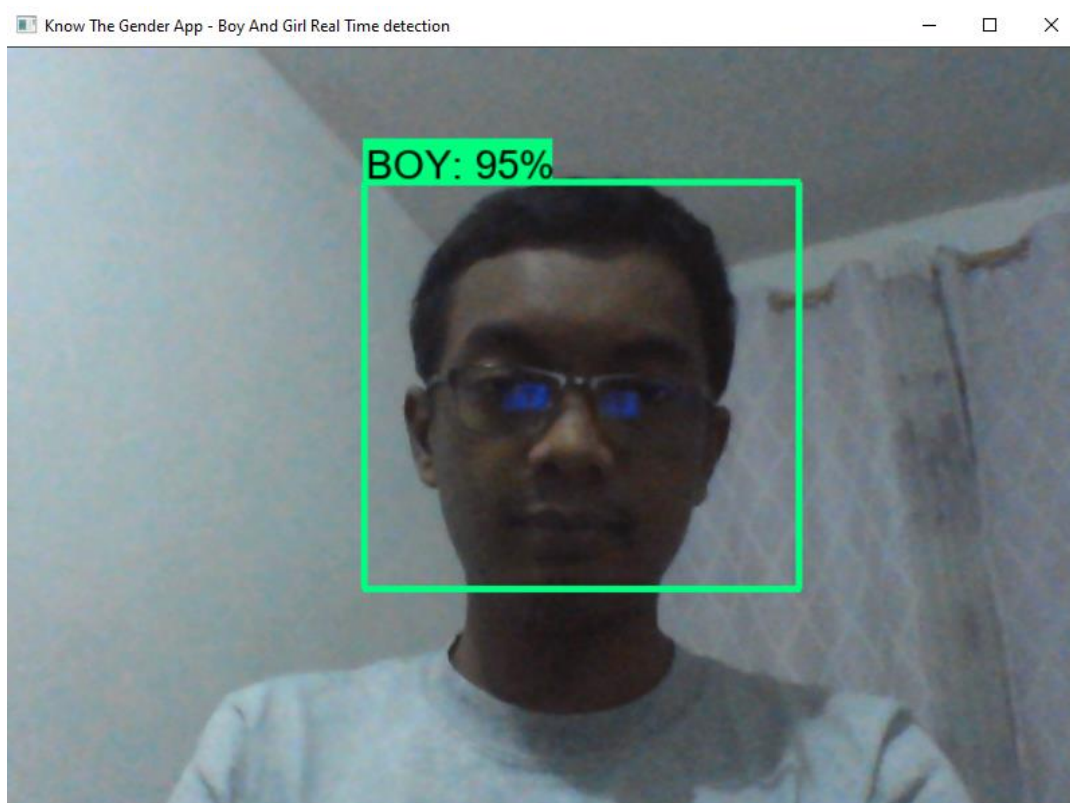 Know The Gender App - Boy And Girl Real Time detection
BOY: 95%